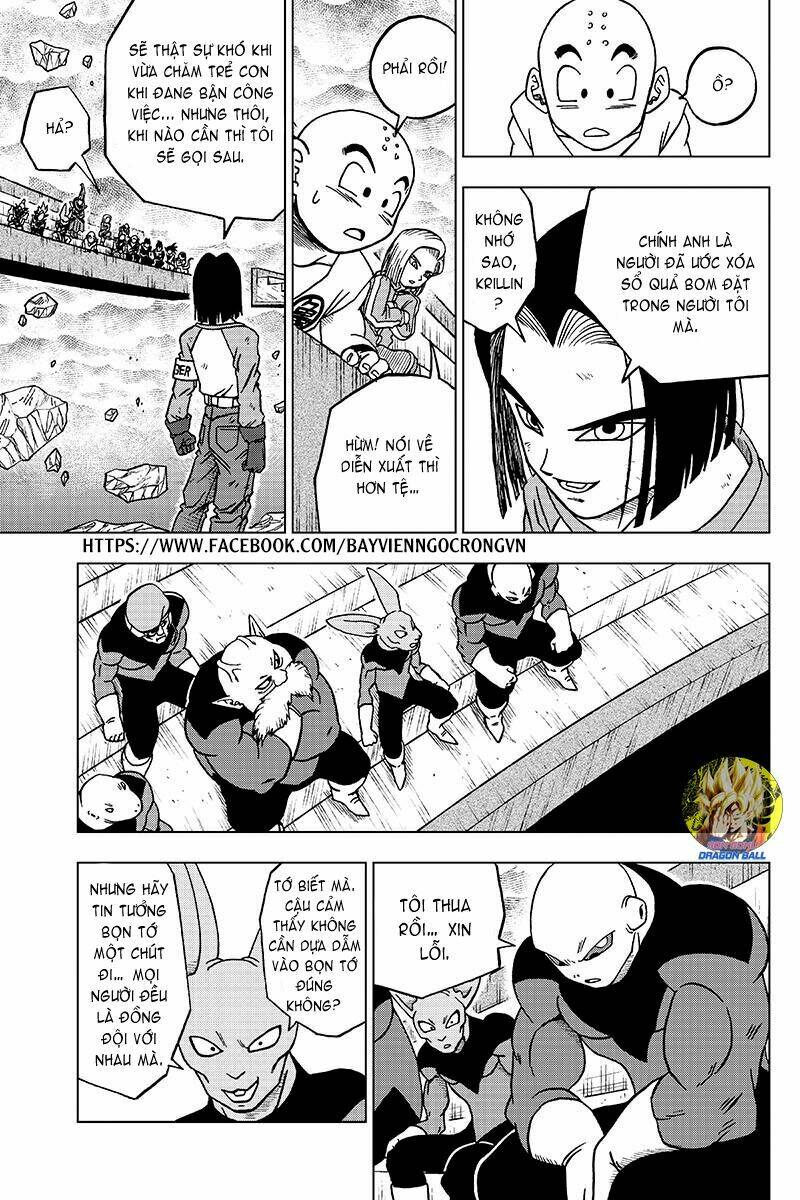 Ồ?
CHÍNH ANH LÀ
NGƯỜI ĐÃ ƯỚC XÓA
SỔ QUẢ BOM ĐẶT
TRONG NGƯỜI TÔI
MÀ.
KHÔNG
NHỚ
SAO,
KRILLIN
?
PHẢI RỒI!
HỪM! NÓI VỀ
DIỄN XUẤT THÌ
HƠN TỆ...
SẼ THẬT SỰ KHÓ KHI
VỪA CHĂM TRẺ CON
KHI ĐANG BẬN CÔNG
VIỆC... NHƯNG THÔI,
KHI NÀO CẦN THÌ TÔI
SẼ GỌI SAU.
HẢ?
HTTPS://WWW.FACEBOOK.COM/BAYVIENNGOCRONGVN
DRAGON BALL
TÔI THUA
RỒI... XIN
LỖI.
TỚ BIẾT MÀ.
CẬU CẢM
THẤY KHÔNG
CẦN DỰA DẪM
VÀO BỌN TỚ
ĐÚNG
KHÔNG?
NHƯNG HÃY
TIN TƯỞNG
BỌN TỚ
MỘT CHÚT
ĐI... MỌI
NGƯỜI ĐỀU
LÀ ĐỒNG
ĐỘI VỚI
NHAU MÀ.